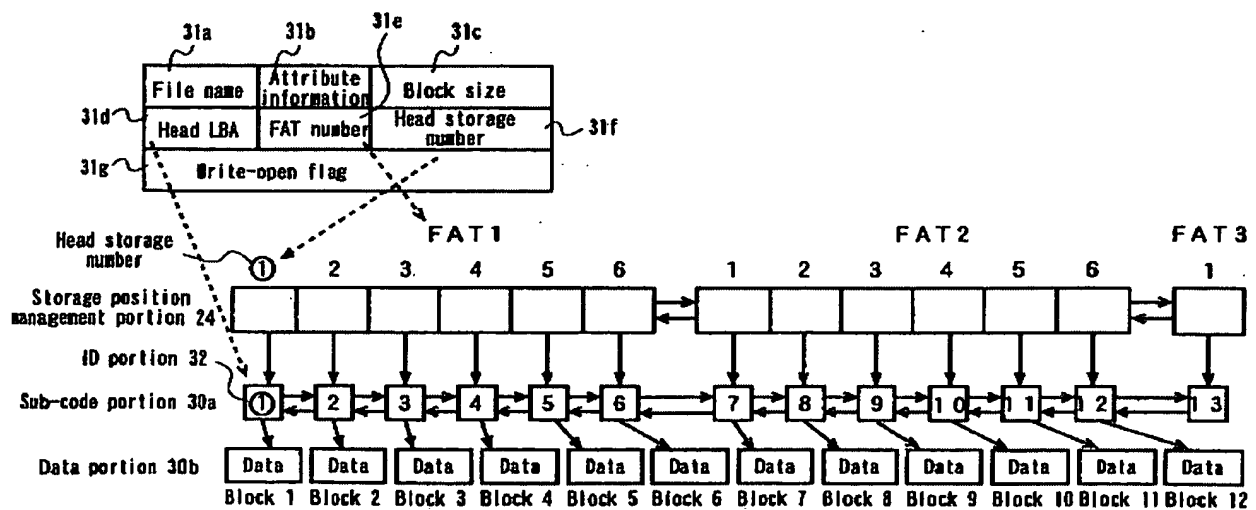 31a 31b 31e 31c
File name Attribute information Block size
31d Head LBA FAT number Head storage number 31f
31g Write-open flag
Head storage number
FAT1 FAT2 FAT3
① 2 3 4 5 6 1 2 3 4 5 6 1
Storage position management portion 24
ID portion 32
Sub-code portion 30a ① 2 3 4 5 6 7 8 9 10 11 12 13
Data portion 30b Data Data Data Data Data Data Data Data Data Data Data Data
Block 1 Block 2 Block 3 Block 4 Block 5 Block 6 Block 7 Block 8 Block 9 Block 10 Block 11 Block 12